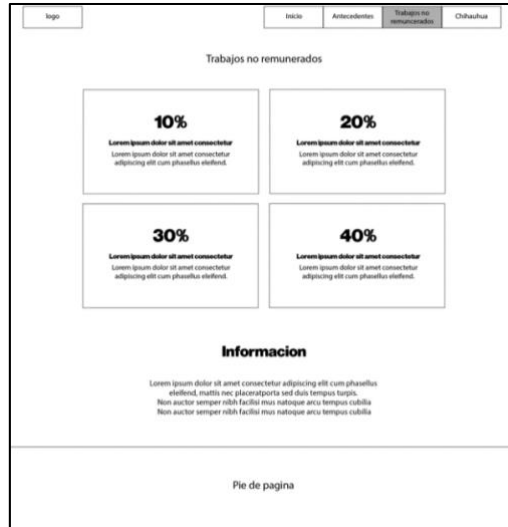 logo
Inicio
Antecedentes
Trabajos no
remuncerados
Chihauhua
Trabajos no remunerados
10%
Lorem ipsum dolor sit amet consectetur
Lorem ipsum dolor sit amet consectetur
adipiscing elit cum phasellus eleifend.
20%
Lorem ipsum dolor sit amet consectetur
Lorem ipsum dolor sit amet consectetur
adipiscing elit cum phasellus eleifend.
30%
Lorem ipsum dolor sit amet consectetur
Lorem ipsum dolor sit amet consectetur
adipiscing elit cum phasellus eleifend.
40%
Lorem ipsum dolor sit amet consectetur
Lorem ipsum dolor sit amet consectetur
adipiscing elit cum phasellus eleifend.
Informacion
Lorem ipsum dolor sit amet consectetur adipiscing elit cum phasellus
eleifend, mattis nec placeratporta sed duis tempus turpis.
Non auctor semper nibh facilisi mus natoque arcu tempus cubilia
Non auctor semper nibh facilisi mus natoque arcu tempus cubilia
Pie de pagina